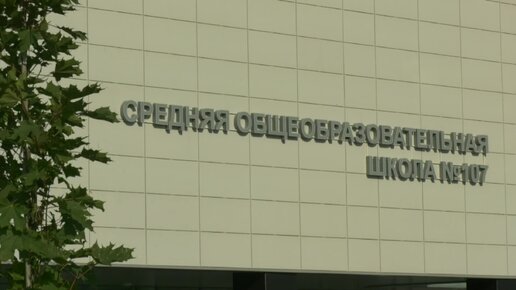 СРЕДНЯЯ ОБЩЕОБРАЗОВАТЕЛЬНАЯ
ШКОЛА №107